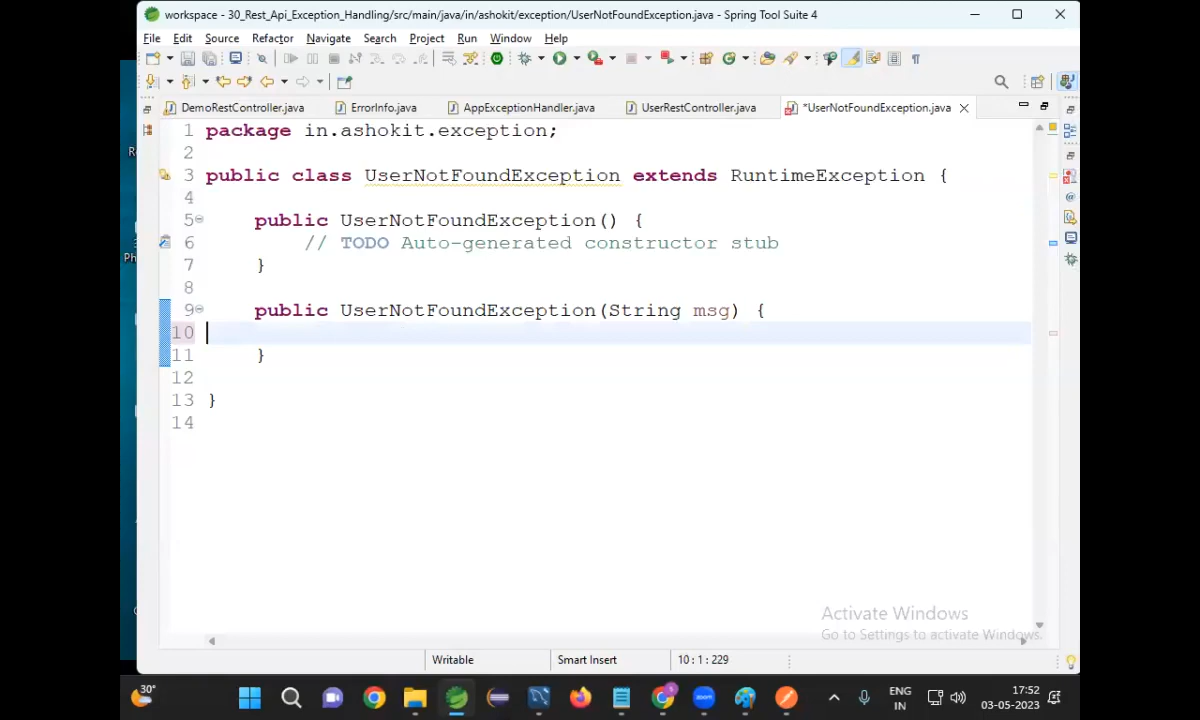 workspace - 30_Rest_Api_Exception_Handling/src/main/java/in/ashokit/exception/UserNotFoundException.java - Spring Tool Suite 4
File Edit Source Refactor Navigate Search Project Run Window Help
DemoRestController.java ErrorInfo.java AppExceptionHandler.java UserRestController.java *UserNotFoundException.java
1 package in.ashokit.exception;
2
3 public class UserNotFoundException extends RuntimeException {
4
5 public UserNotFoundException() {
6 // TODO Auto-generated constructor stub
7 }
8
9 public UserNotFoundException(String msg) {
10
11 }
12
13 }
14
Activate Windows
Go to Settings to activate Windows.
Writable Smart Insert 10 : 1 : 229
30°
ENG
IN
17:52
03-05-2023
zoom